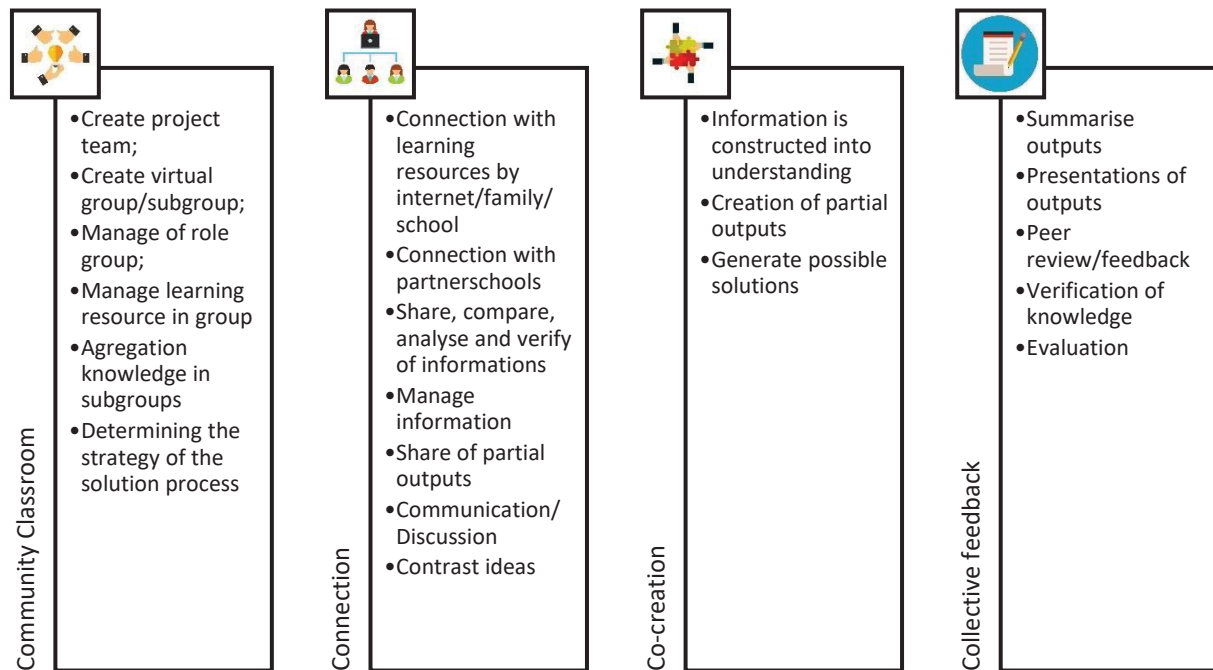 •Create project
team;
•Create virtual
group/subgroup;
•Manage of role
group;
•Manage learning
resource in group
•Agregation
knowledge in
subgroups
•Determining the
strategy of the
solution process
Community Classroom
•Connection with
learning
resources by
internet/family/
school
•Connection with
partnerschools
•Share, compare,
analyse and verify
of informations
•Manage
information
•Share of partial
outputs
•Communication/
Discussion
•Contrast ideas
Connection
•Information is
constructed into
understanding
•Creation of partial
outputs
•Generate possible
solutions
Co-creation
•Summarise
outputs
•Presentations of
outputs
•Peer
review/feedback
•Verification of
knowledge
•Evaluation
Collective feedback